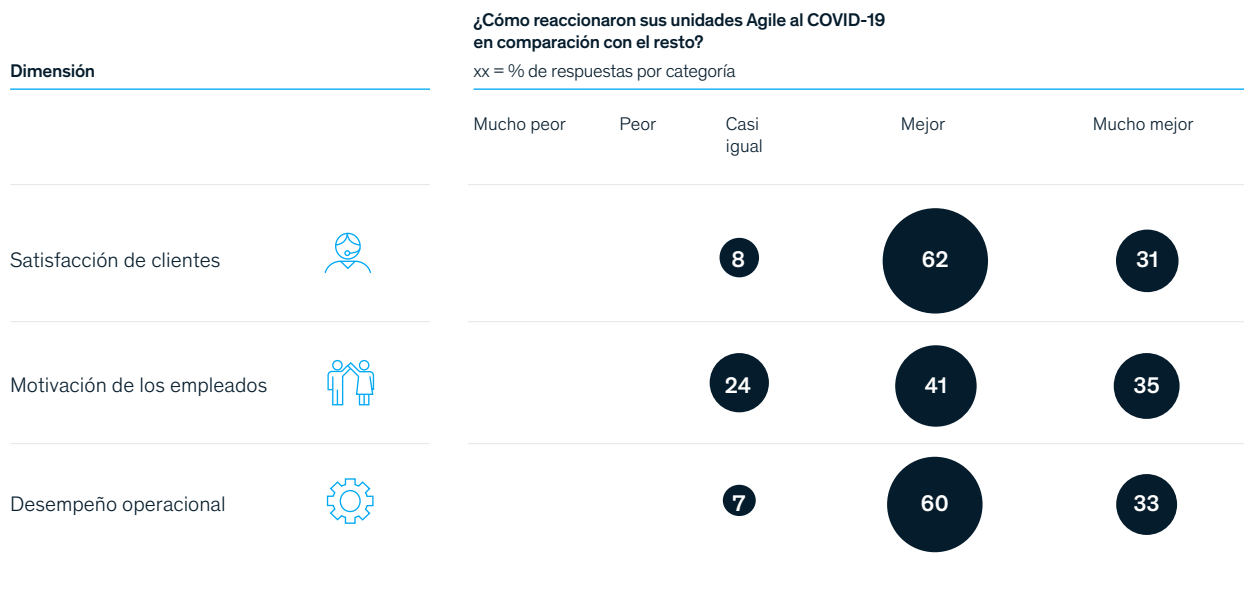 ¿Cómo reaccionaron sus unidades Agile al COVID-19
en comparación con el resto?
Dimensión
xx = % de respuestas por categoría
Mucho peor
Peor
Casi
igual
Mejor
Mucho mejor
Satisfacción de clientes
8
62
31
Motivación de los empleados
24
41
35
Desempeño operacional
7
60
33